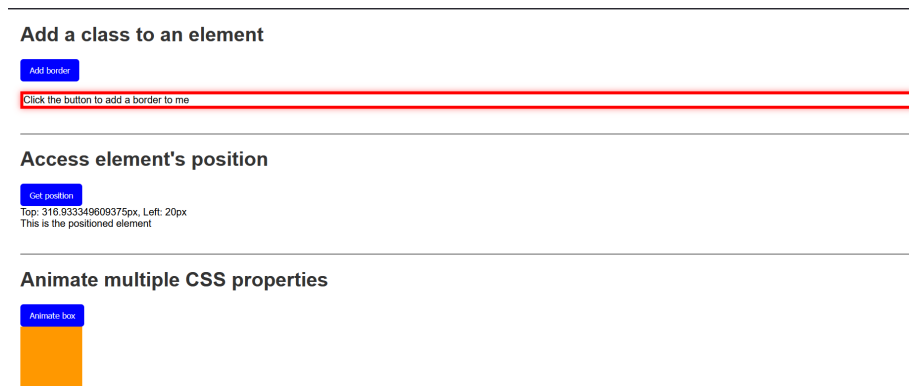 Add a class to an element
Add border
Click the button to add a border to me
Access element's position
Get position
Top: 316.933349609375px, Left: 20px
This is the positioned element
Animate multiple CSS properties
Animate box